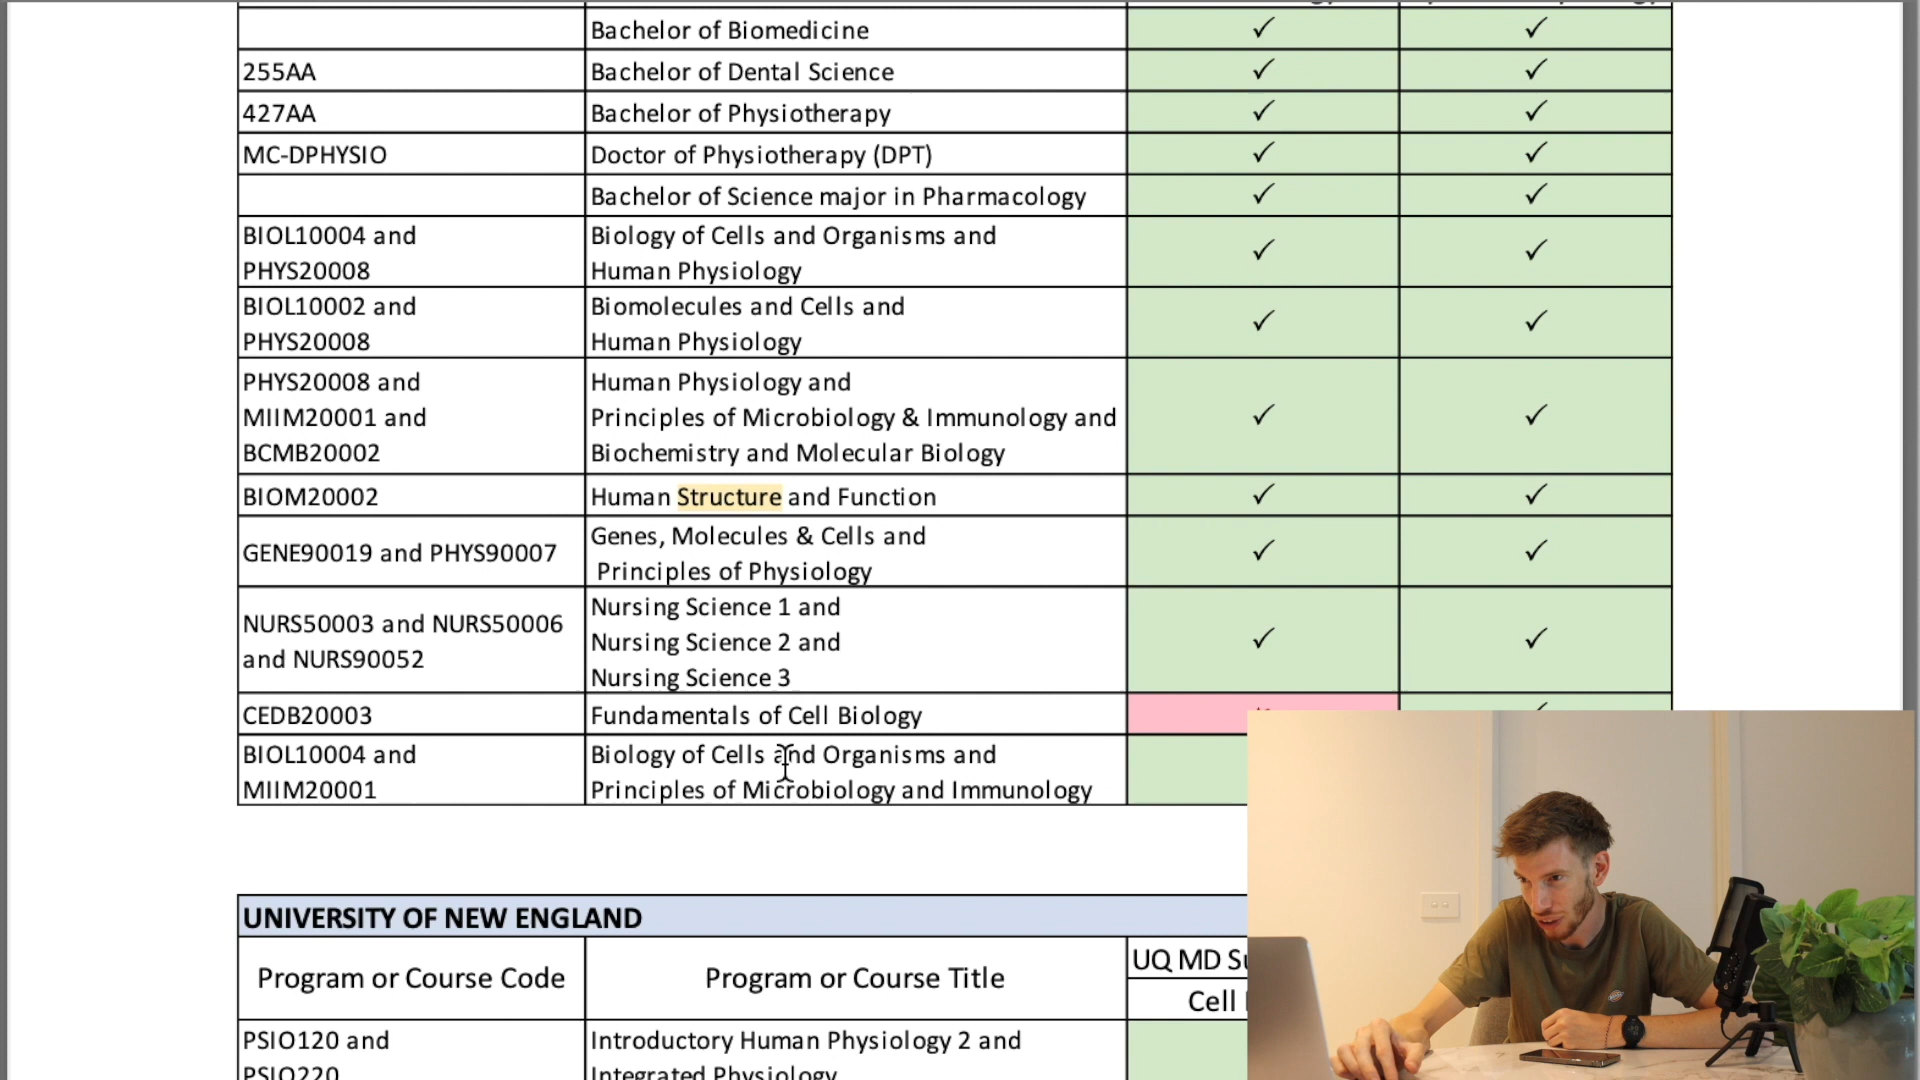 Bachelor of Biomedicine ✓ ✓
255AA Bachelor of Dental Science ✓ ✓
427AA Bachelor of Physiotherapy ✓ ✓
MC-DPHYSIO Doctor of Physiotherapy (DPT) ✓ ✓
Bachelor of Science major in Pharmacology ✓ ✓
BIOL10004 and
PHYS20008
Biology of Cells and Organisms and
Human Physiology
✓ ✓
BIOL10002 and
PHYS20008
Biomolecules and Cells and
Human Physiology
✓ ✓
PHYS20008 and
MIIM20001 and
BCMB20002
Human Physiology and
Principles of Microbiology & Immunology and
Biochemistry and Molecular Biology
✓ ✓
BIOM20002 Human Structure and Function ✓ ✓
GENE90019 and PHYS90007
Genes, Molecules & Cells and
Principles of Physiology
✓ ✓
NURS50003 and NURS50006
and NURS90052
Nursing Science 1 and
Nursing Science 2 and
Nursing Science 3
✓ ✓
CEDB20003 Fundamentals of Cell Biology
BIOL10004 and
MIIM20001
Biology of Cells and Organisms and
Principles of Microbiology and Immunology
UNIVERSITY OF NEW ENGLAND
Program or Course Code
Program or Course Title
UQ MD
Cell
PSIO120 and
PSIO220
Introductory Human Physiology 2 and
Integrated Physiology